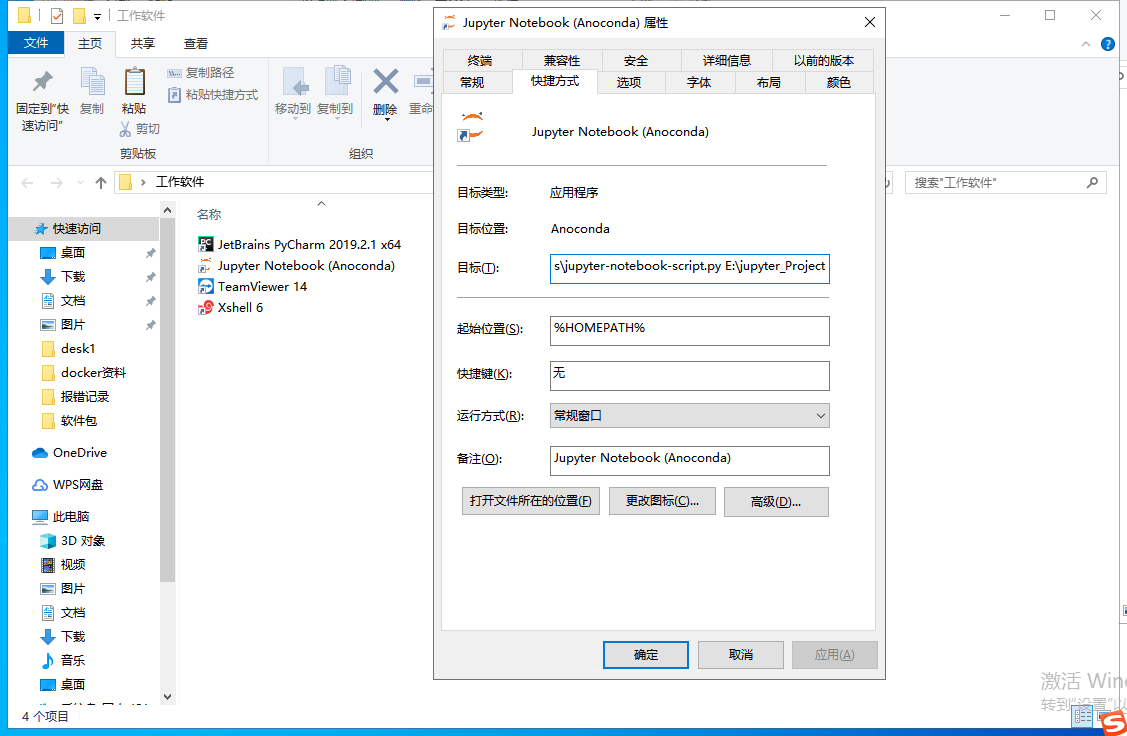 工作软件
文件 主页 共享 查看
固定到"快速访问"
复制
粘贴
复制路径
粘贴快捷方式
剪切
剪贴板
移动到
复制到
删除
重命
组织
工作软件
搜索"工作软件"
快速访问
桌面
下载
文档
图片
desk1
docker资料
报错记录
软件包
OneDrive
WPS网盘
此电脑
3D 对象
视频
图片
文档
下载
音乐
桌面
4 个项目
名称
JetBrains PyCharm 2019.2.1 x64
Jupyter Notebook (Anoconda)
TeamViewer 14
Xshell 6
Jupyter Notebook (Anoconda) 属性
终端 兼容性 安全 详细信息 以前的版本
常规 快捷方式 选项 字体 布局 颜色
Jupyter Notebook (Anoconda)
目标类型: 应用程序
目标位置: Anoconda
目标(T): s\jupyter-notebook-script.py E:\jupyter_Project
起始位置(S): %HOMEPATH%
快捷键(K): 无
运行方式(R): 常规窗口
备注(O): Jupyter Notebook (Anoconda)
打开文件所在的位置(F) 更改图标(C)... 高级(D)...
确定 取消 应用(A)
激活 Win
转到"设置"以